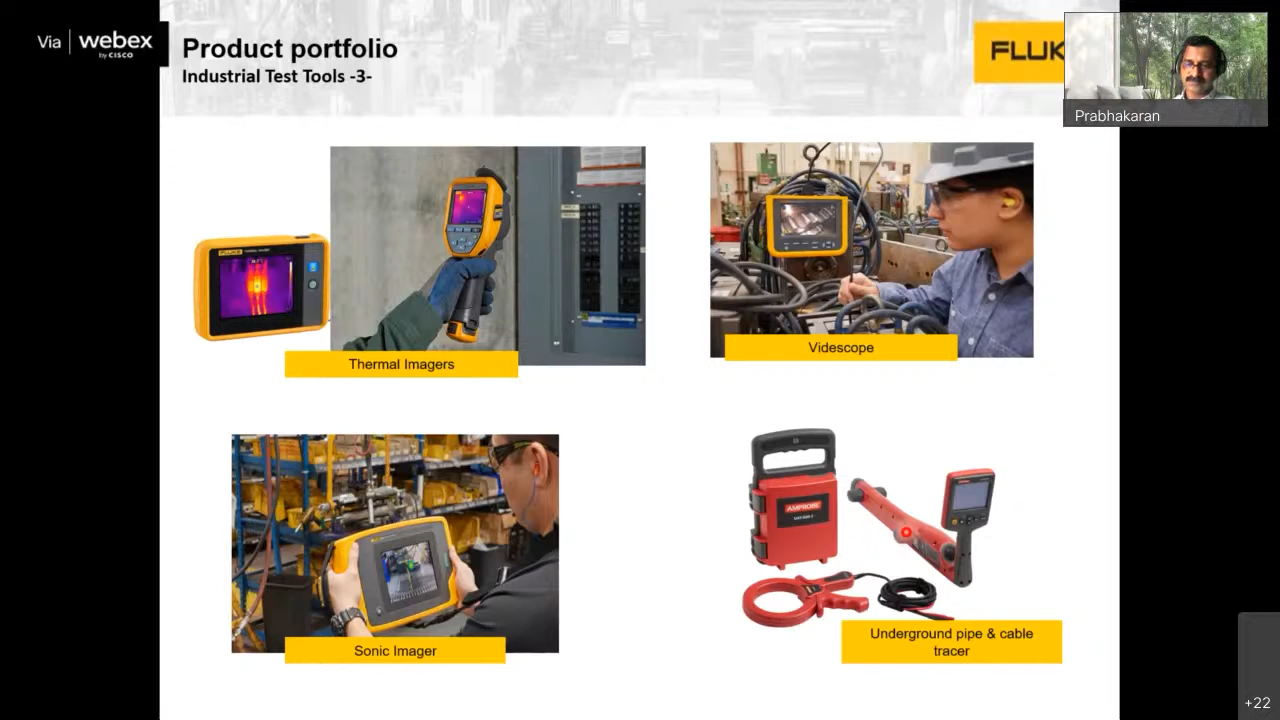 Via | webex
by CISCO
Product portfolio
Industrial Test Tools -3-
FLUK
Prabhakaran
FLUKE
Thermal Imagers
Videscope
Sonic Imager
AMPROBE
Underground pipe & cable
tracer
+22